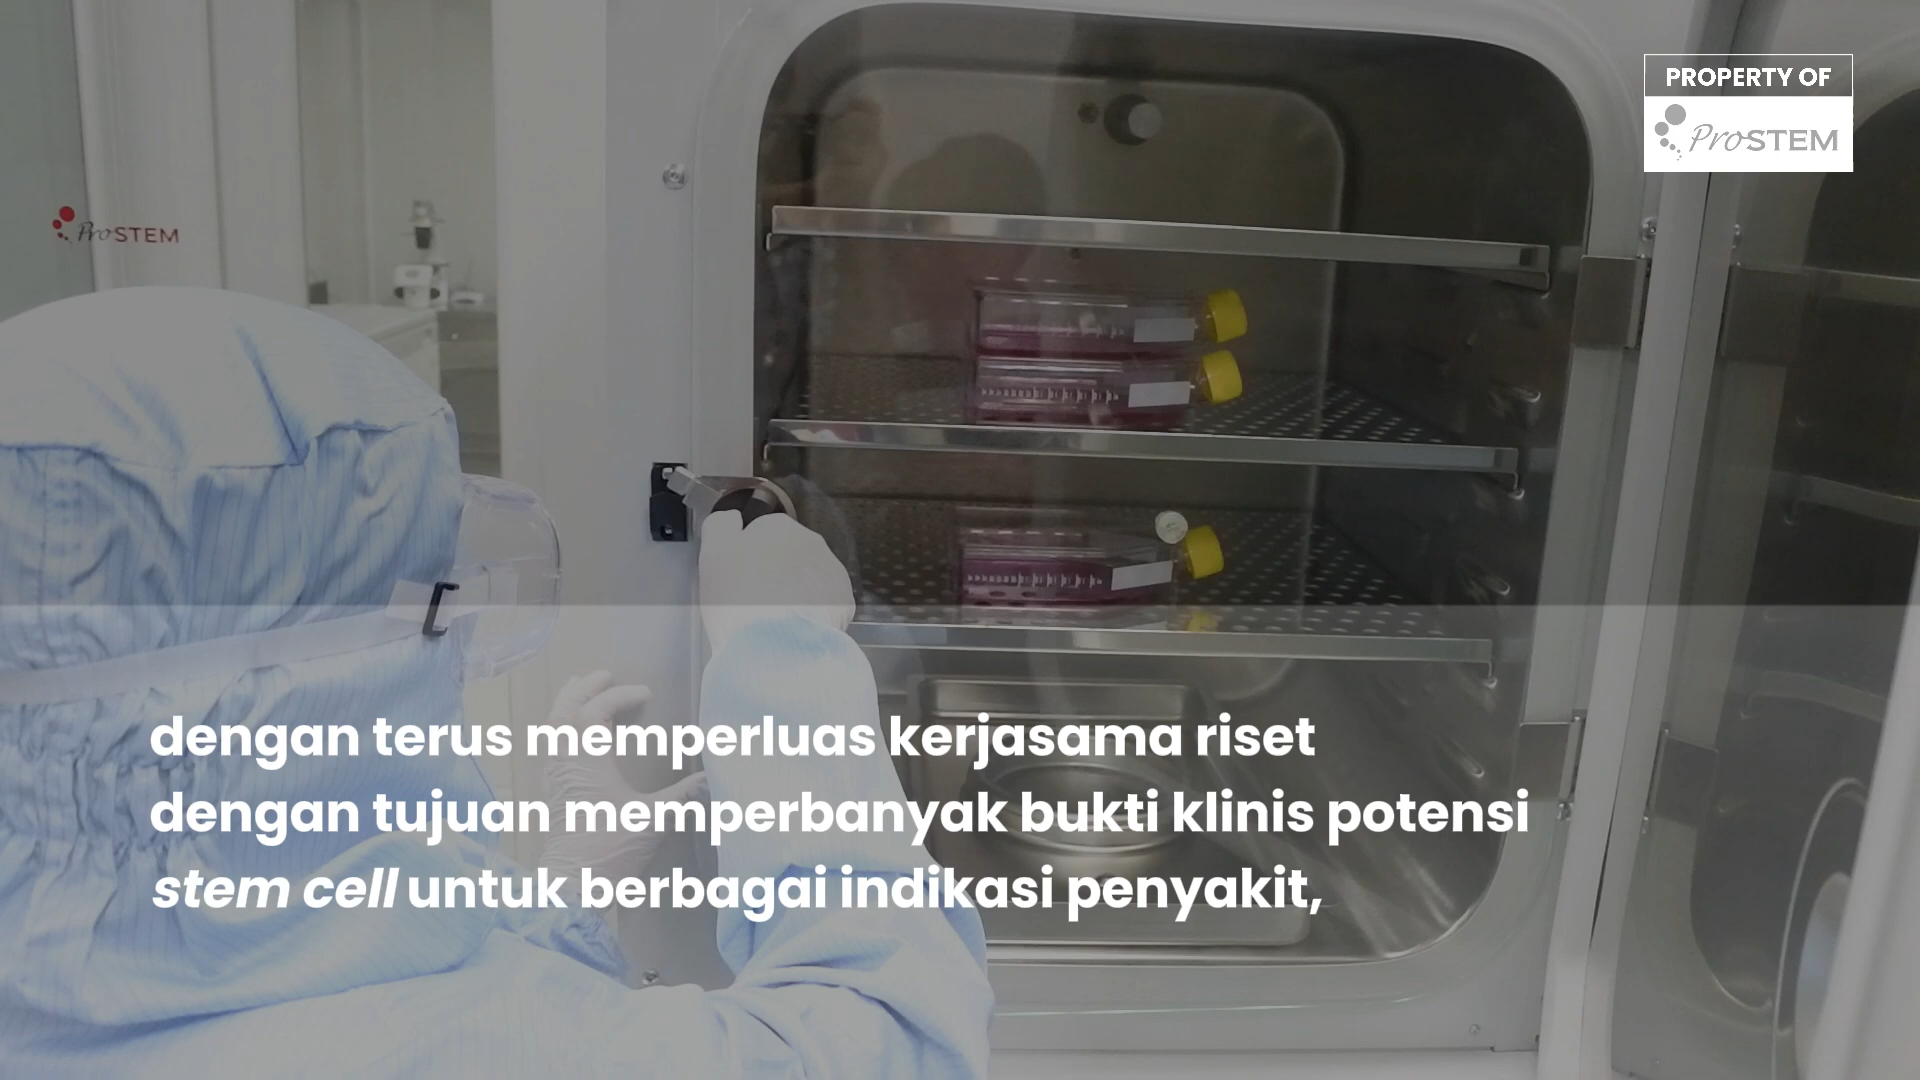 PROPERTY OF
ProSTEM
ProSTEM
dengan terus memperluas kerjasama riset
dengan tujuan memperbanyak bukti klinis potensi
stem cell untuk berbagai indikasi penyakit,